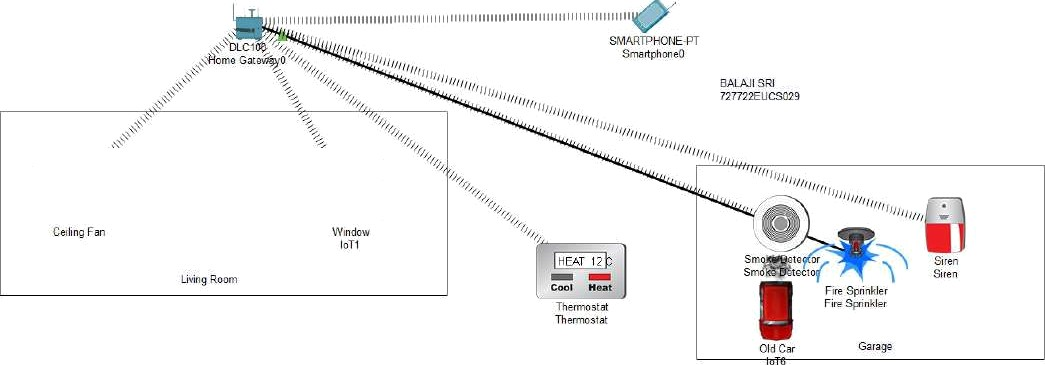 DLC100
Home Gateway0
SMARTPHONE-PT
Smartphone0
BALAJI SRI
727722EUCS029
Ceiling Fan
Window
IoT1
Living Room
HEAT 12 C
Cool Heat
Thermostat
Thermostat
Smoke Detector
Smoke Detector
Siren
Siren
Fire Sprinkler
Fire Sprinkler
Old Car
IoT6
Garage